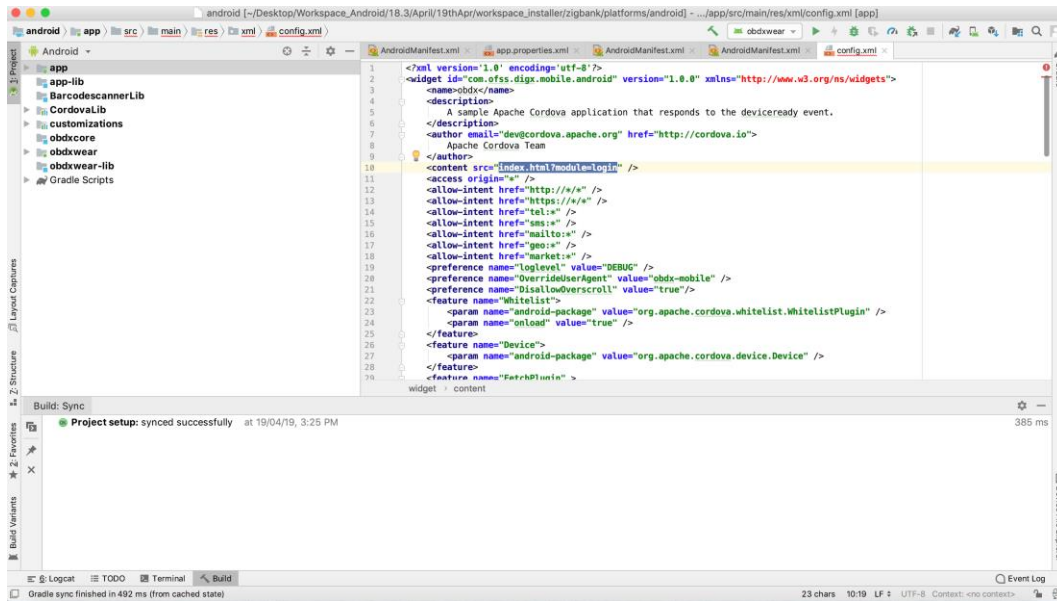 android [~/Desktop/Workspace_Android/18.3/April/19thApr/workspace_installer/zigbank/platforms/android] - .../app/src/main/res/xml/config.xml [app]
android app src main res xml config.xml
obdxwear
1: Project
Android
AndroidManifest.xml app.properties.xml AndroidManifest.xml AndroidManifest.xml config.xml
app
app-lib
BarcodescannerLib
CordovaLib
customizations
obdxcore
obdxwear
obdxwear-lib
Gradle Scripts
1 <?xml version='1.0' encoding='utf-8'?>
2 <widget id="com.ofss.digx.mobile.android" version="1.0.0" xmlns="http://www.w3.org/ns/widgets">
3 <name>obdx</name>
4 <description>
5 A sample Apache Cordova application that responds to the deviceready event.
6 </description>
7 <author email="dev@cordova.apache.org" href="http://cordova.io">
8 Apache Cordova Team
9 </author>
10 <content src="index.html?module=login" />
11 <access origin="*" />
12 <allow-intent href="http://*/*" />
13 <allow-intent href="https://*/*" />
14 <allow-intent href="tel:*" />
15 <allow-intent href="sms:*" />
16 <allow-intent href="mailto:*" />
17 <allow-intent href="geo:*" />
18 <allow-intent href="market:*" />
19 <preference name="loglevel" value="DEBUG" />
20 <preference name="OverrideUserAgent" value="obdx-mobile" />
21 <preference name="DisallowOverscroll" value="true"/>
22 <feature name="Whitelist">
23 <param name="android-package" value="org.apache.cordova.whitelist.WhitelistPlugin" />
24 <param name="onload" value="true" />
25 </feature>
26 <feature name="Device">
27 <param name="android-package" value="org.apache.cordova.device.Device" />
28 </feature>
29 <feature name="FetchPlugin" >
widget › content
Layout Captures
Z: Structure
2: Favorites
Build Variants
Build: Sync
Project setup: synced successfully at 19/04/19, 3:25 PM 385 ms
6: Logcat TODO Terminal Build Event Log
Gradle sync finished in 492 ms (from cached state) 23 chars 10:19 LF UTF-8 Context: <no context>